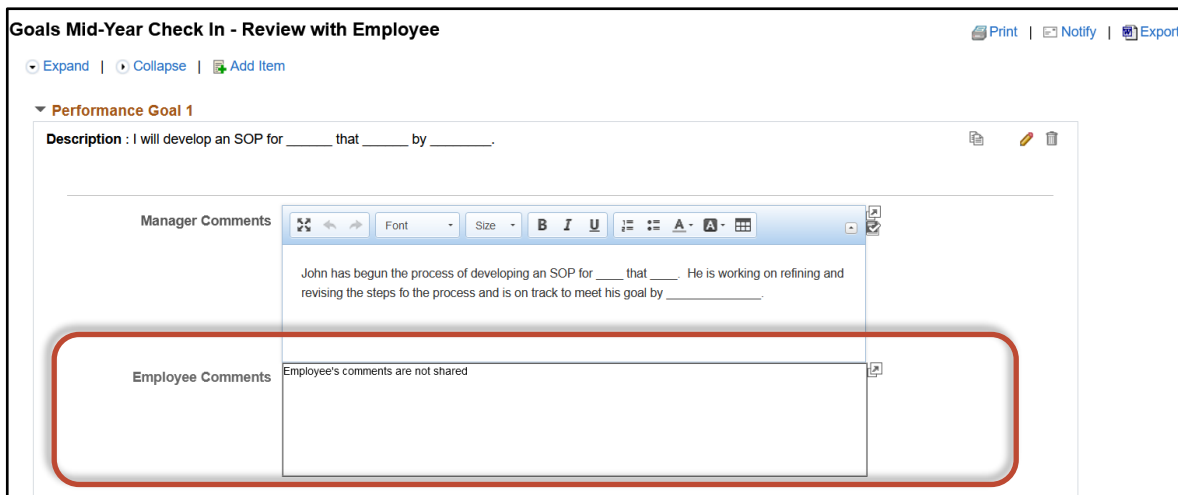 Goals Mid-Year Check In - Review with Employee
Print | Notify | Export
Expand | Collapse | Add Item
Performance Goal 1
Description : I will develop an SOP for ______ that ______ by ________.
Manager Comments
Font Size B I U A A
John has begun the process of developing an SOP for ____ that ____. He is working on refining and
revising the steps fo the process and is on track to meet his goal by ______________.
Employee Comments
Employee's comments are not shared